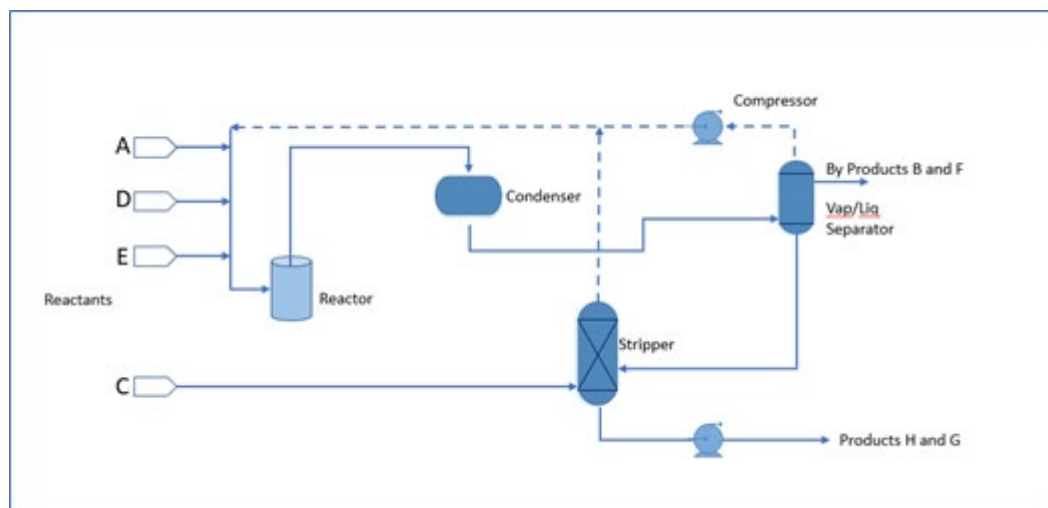 Compressor
A
By Products B and F
D
Condenser
Vap/Liq
Separator
E
Reactants
Reactor
Stripper
C
Products H and G